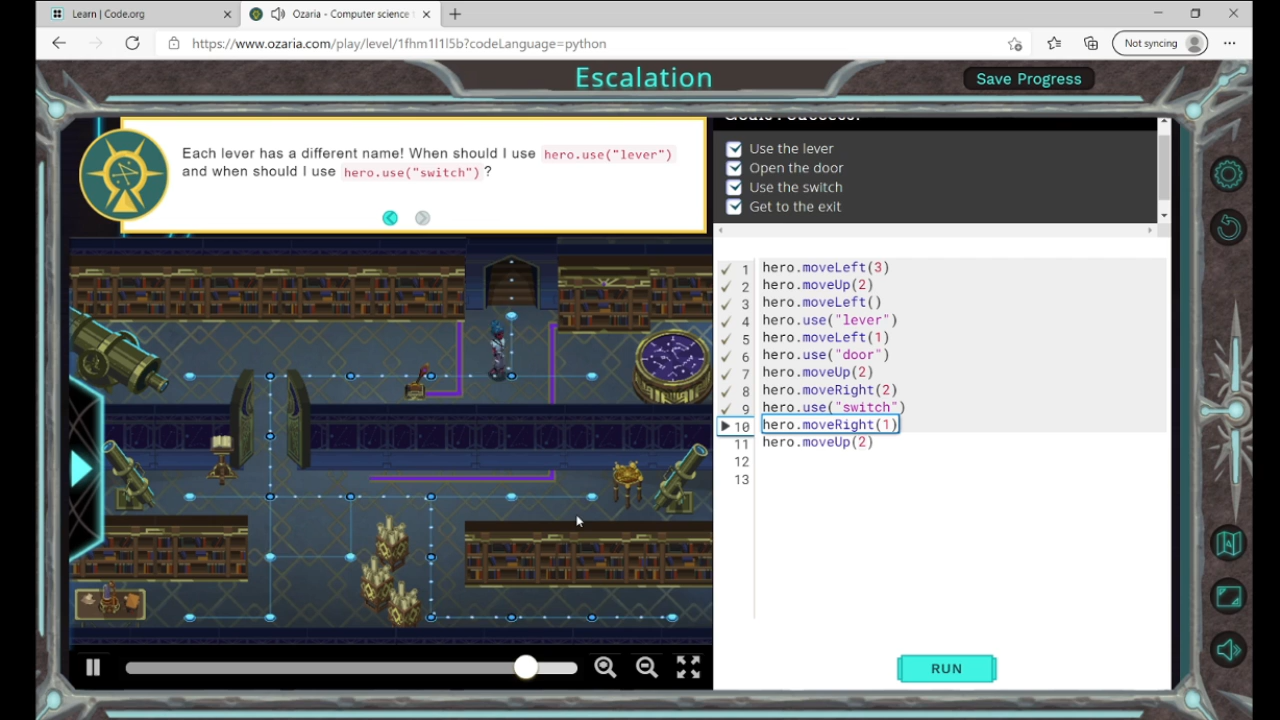 Learn | Code.org
Ozaria - Computer science
https://www.ozaria.com/play/level/1fhm1l1l5b?codeLanguage=python
Not syncing
Escalation
Save Progress
Each lever has a different name! When should I use hero.use("lever")
and when should I use hero.use("switch")?
Use the lever
Open the door
Use the switch
Get to the exit
1 hero.moveLeft(3)
2 hero.moveUp(2)
3 hero.moveLeft()
4 hero.use("lever")
5 hero.moveLeft(1)
6 hero.use("door")
7 hero.moveUp(2)
8 hero.moveRight(2)
9 hero.use("switch")
10 hero.moveRight(1)
11 hero.moveUp(2)
12
13
RUN